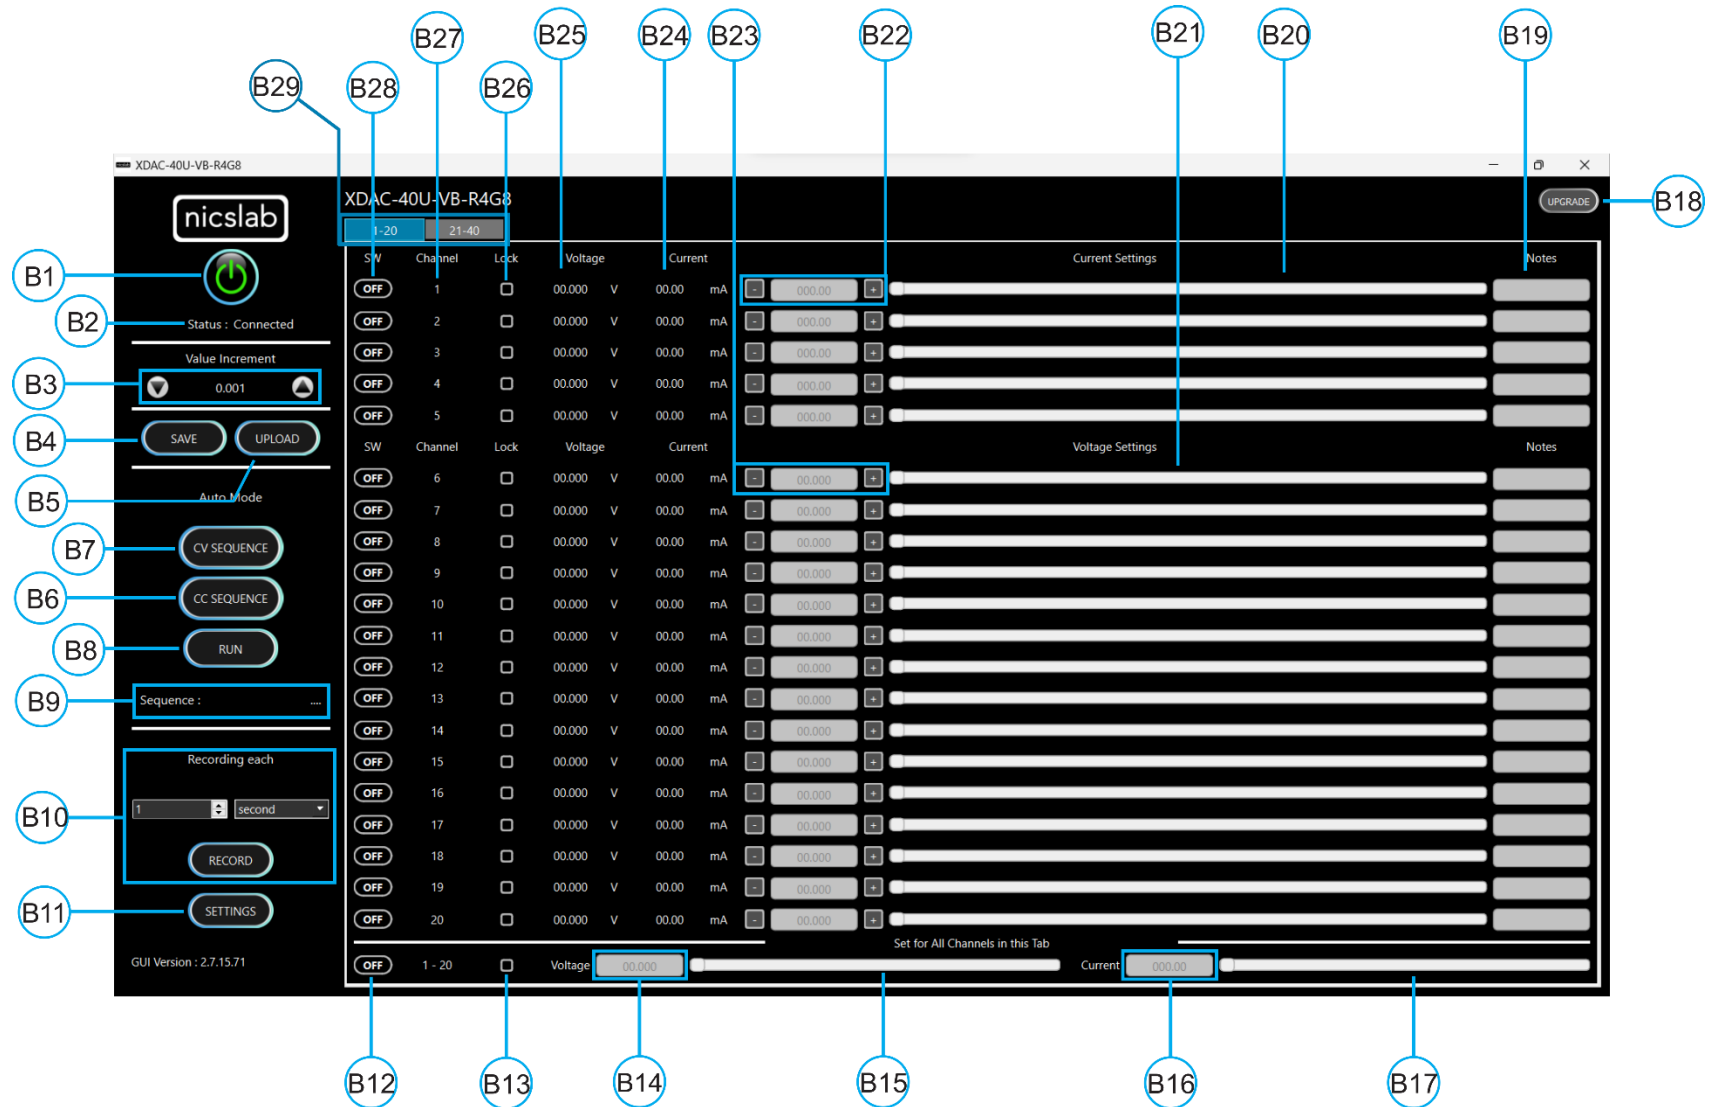 B27 B25 B24 B23 B22 B21 B20 B19
B29 B28 B26
XDAC-40U-VB-R4G8
nicslab
XDAC-40U-VB-R4G8
UPGRADE
B18
1-20 21-40
SW Channel Lock Voltage Current Current Settings Notes
B1
OFF 1 00.000 V 00.00 mA - 000.00 +
B2
Status : Connected
OFF 2 00.000 V 00.00 mA - 000.00 +
Value Increment
OFF 3 00.000 V 00.00 mA - 000.00 +
B3
0.001
OFF 4 00.000 V 00.00 mA - 000.00 +
OFF 5 00.000 V 00.00 mA - 000.00 +
B4
SAVE UPLOAD
SW Channel Lock Voltage Current Voltage Settings Notes
OFF 6 00.000 V 00.00 mA - 00.000 +
B5
Auto Mode
OFF 7 00.000 V 00.00 mA - 00.000 +
B7
CV SEQUENCE
OFF 8 00.000 V 00.00 mA - 00.000 +
OFF 9 00.000 V 00.00 mA - 00.000 +
B6
CC SEQUENCE
OFF 10 00.000 V 00.00 mA - 00.000 +
OFF 11 00.000 V 00.00 mA - 00.000 +
B8
RUN
OFF 12 00.000 V 00.00 mA - 00.000 +
B9
Sequence : ....
OFF 13 00.000 V 00.00 mA - 00.000 +
OFF 14 00.000 V 00.00 mA - 00.000 +
Recording each
OFF 15 00.000 V 00.00 mA - 00.000 +
OFF 16 00.000 V 00.00 mA - 00.000 +
B10
1 second
OFF 17 00.000 V 00.00 mA - 00.000 +
RECORD
OFF 18 00.000 V 00.00 mA - 00.000 +
OFF 19 00.000 V 00.00 mA - 00.000 +
B11
SETTINGS
OFF 20 00.000 V 00.00 mA - 00.000 +
Set for All Channels in this Tab
GUI Version : 2.7.15.71
OFF 1 - 20 Voltage 00.000 Current 000.00
B12 B13 B14 B15 B16 B17